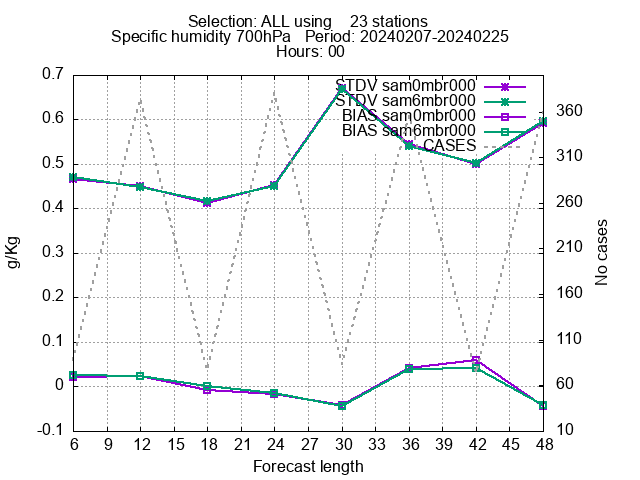 Selection: ALL using    23 stations
Specific humidity 700hPa   Period: 20240207-20240225
Hours: 00
STDV sam0mbr000
STDV sam6mbr000
BIAS sam0mbr000
BIAS sam6mbr000
CASES
0.7
0.6
0.5
0.4
0.3
0.2
0.1
0
-0.1
g/Kg
360
310
260
210
160
110
60
10
No cases
6 9 12 15 18 21 24 27 30 33 36 39 42 45 48
Forecast length